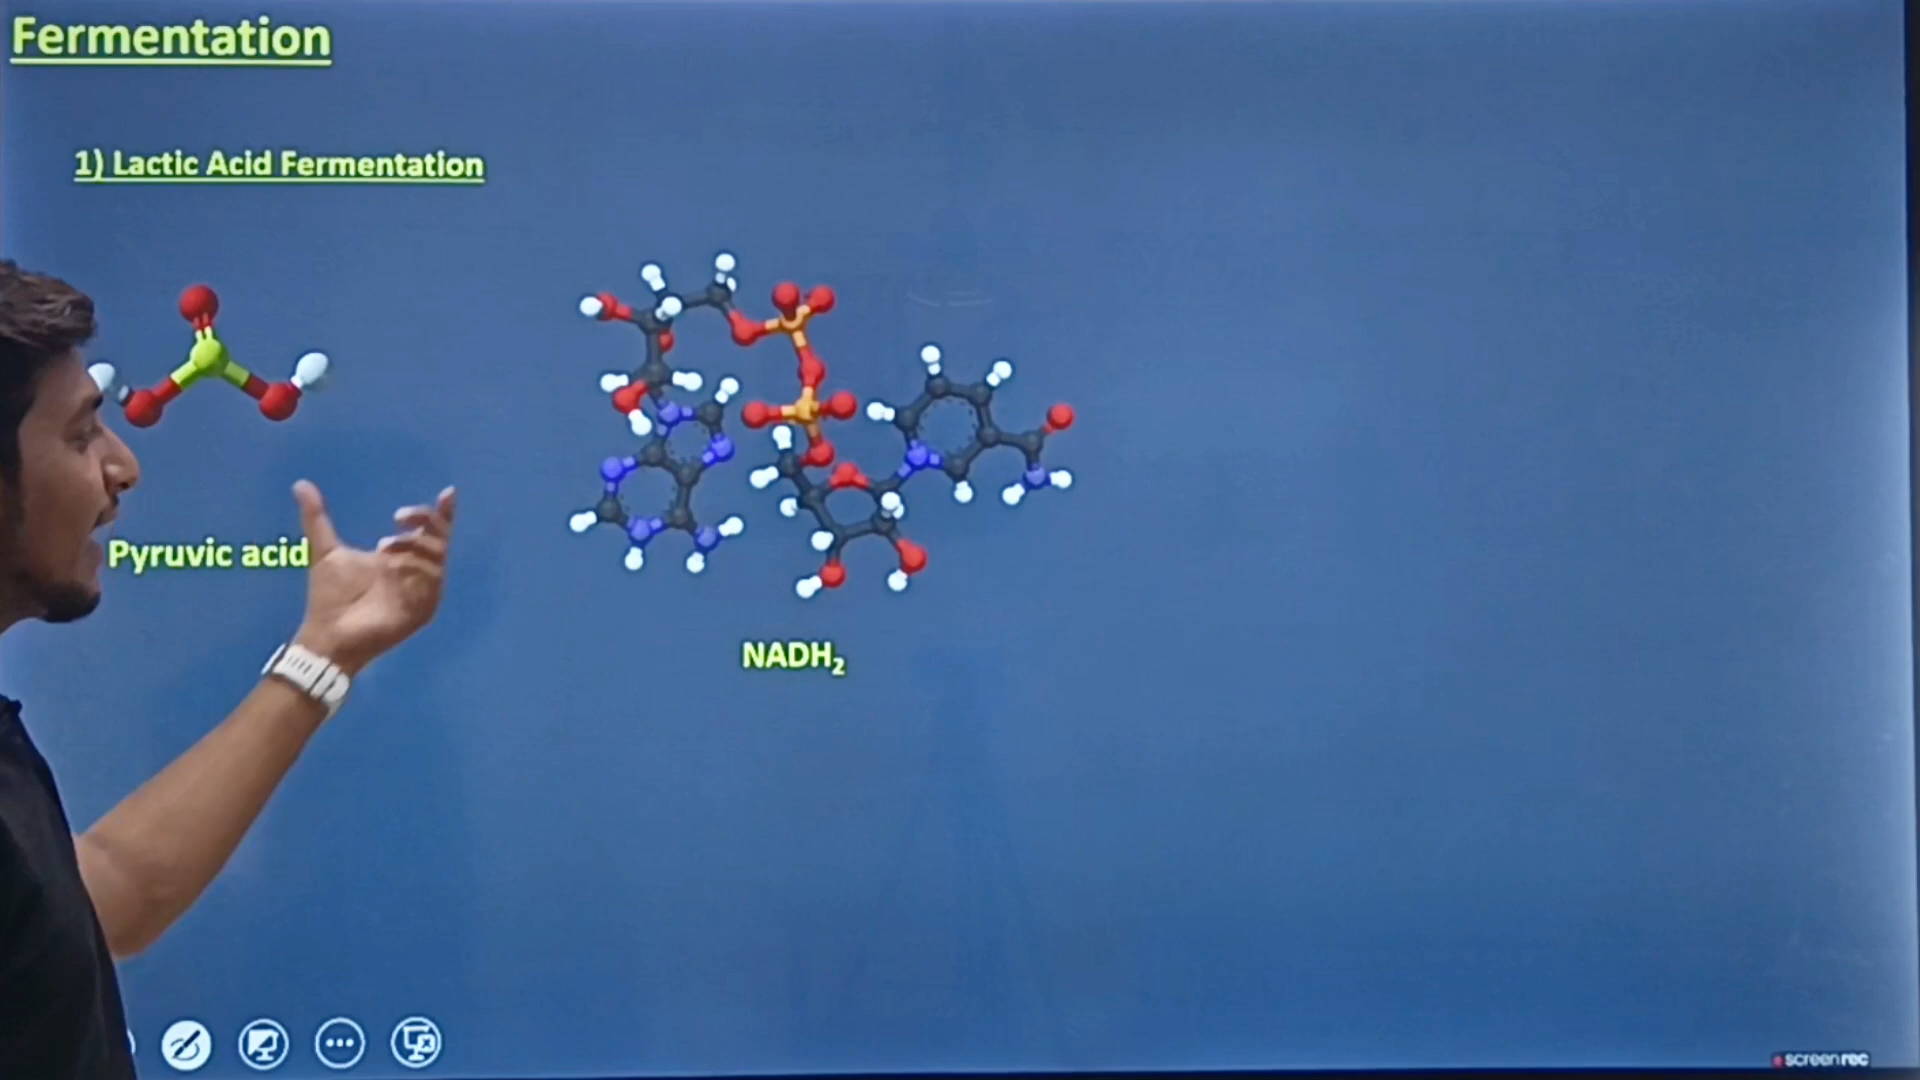 Fermentation
1) Lactic Acid Fermentation
Pyruvic acid
NADH₂
screenrec